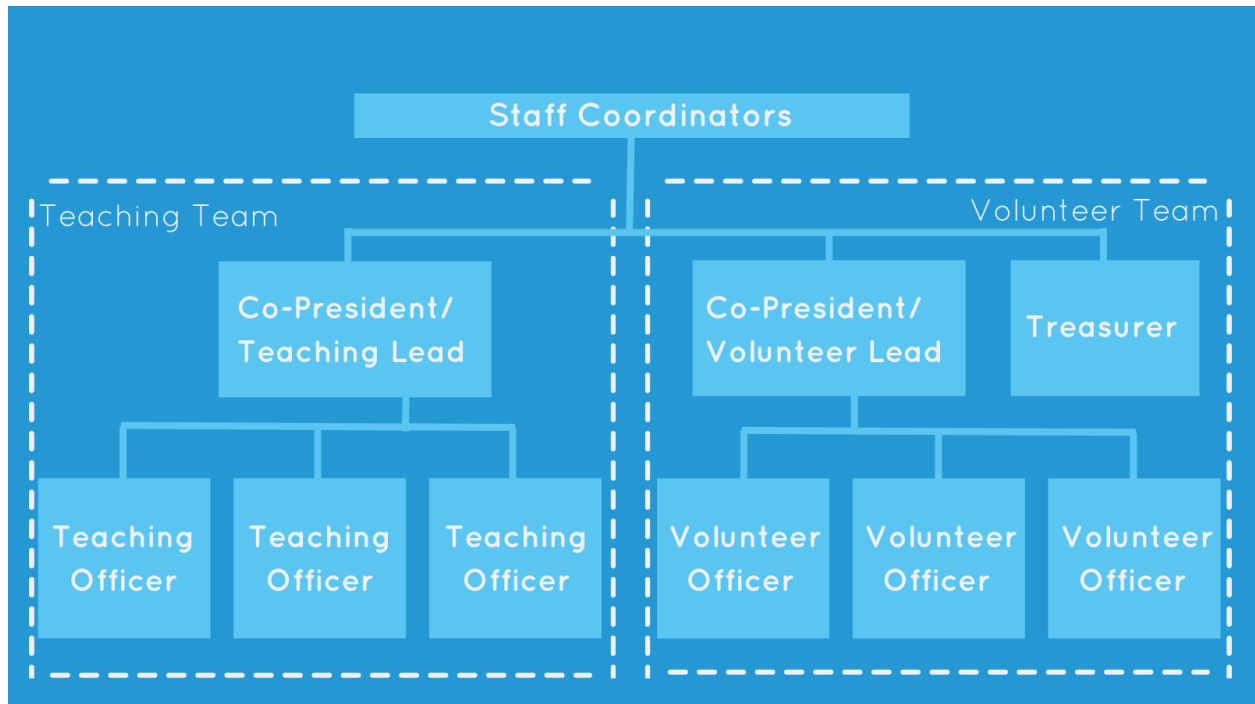 Staff Coordinators
Teaching Team
Volunteer Team
Co-President/
Teaching Lead
Co-President/
Volunteer Lead
Treasurer
Teaching
Officer
Teaching
Officer
Teaching
Officer
Volunteer
Officer
Volunteer
Officer
Volunteer
Officer